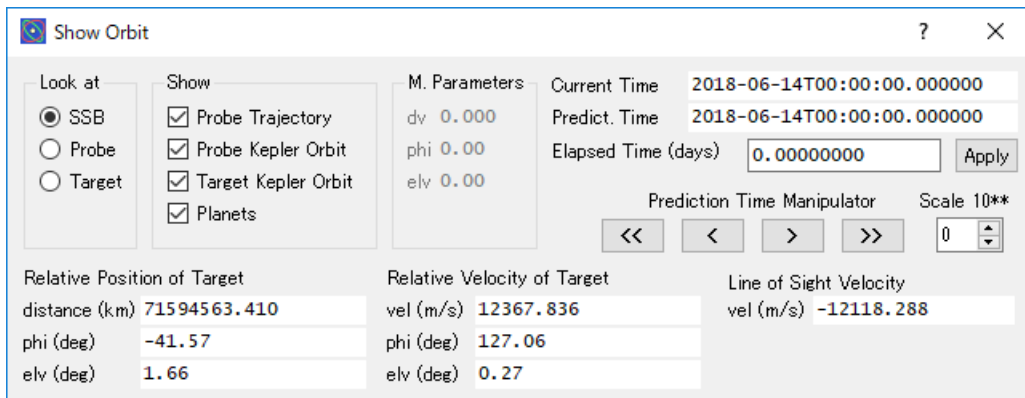 Show Orbit ? ×
Look at
SSB
Probe
Target
Show
Probe Trajectory
Probe Kepler Orbit
Target Kepler Orbit
Planets
M. Parameters
dv 0.000
phi 0.00
elv 0.00
Current Time 2018-06-14T00:00:00.000000
Predict. Time 2018-06-14T00:00:00.000000
Elapsed Time (days) 0.00000000 Apply
Prediction Time Manipulator
<< < > >>
Scale 10**
0
Relative Position of Target
distance (km) 71594563.410
phi (deg) -41.57
elv (deg) 1.66
Relative Velocity of Target
vel (m/s) 12367.836
phi (deg) 127.06
elv (deg) 0.27
Line of Sight Velocity
vel (m/s) -12118.288